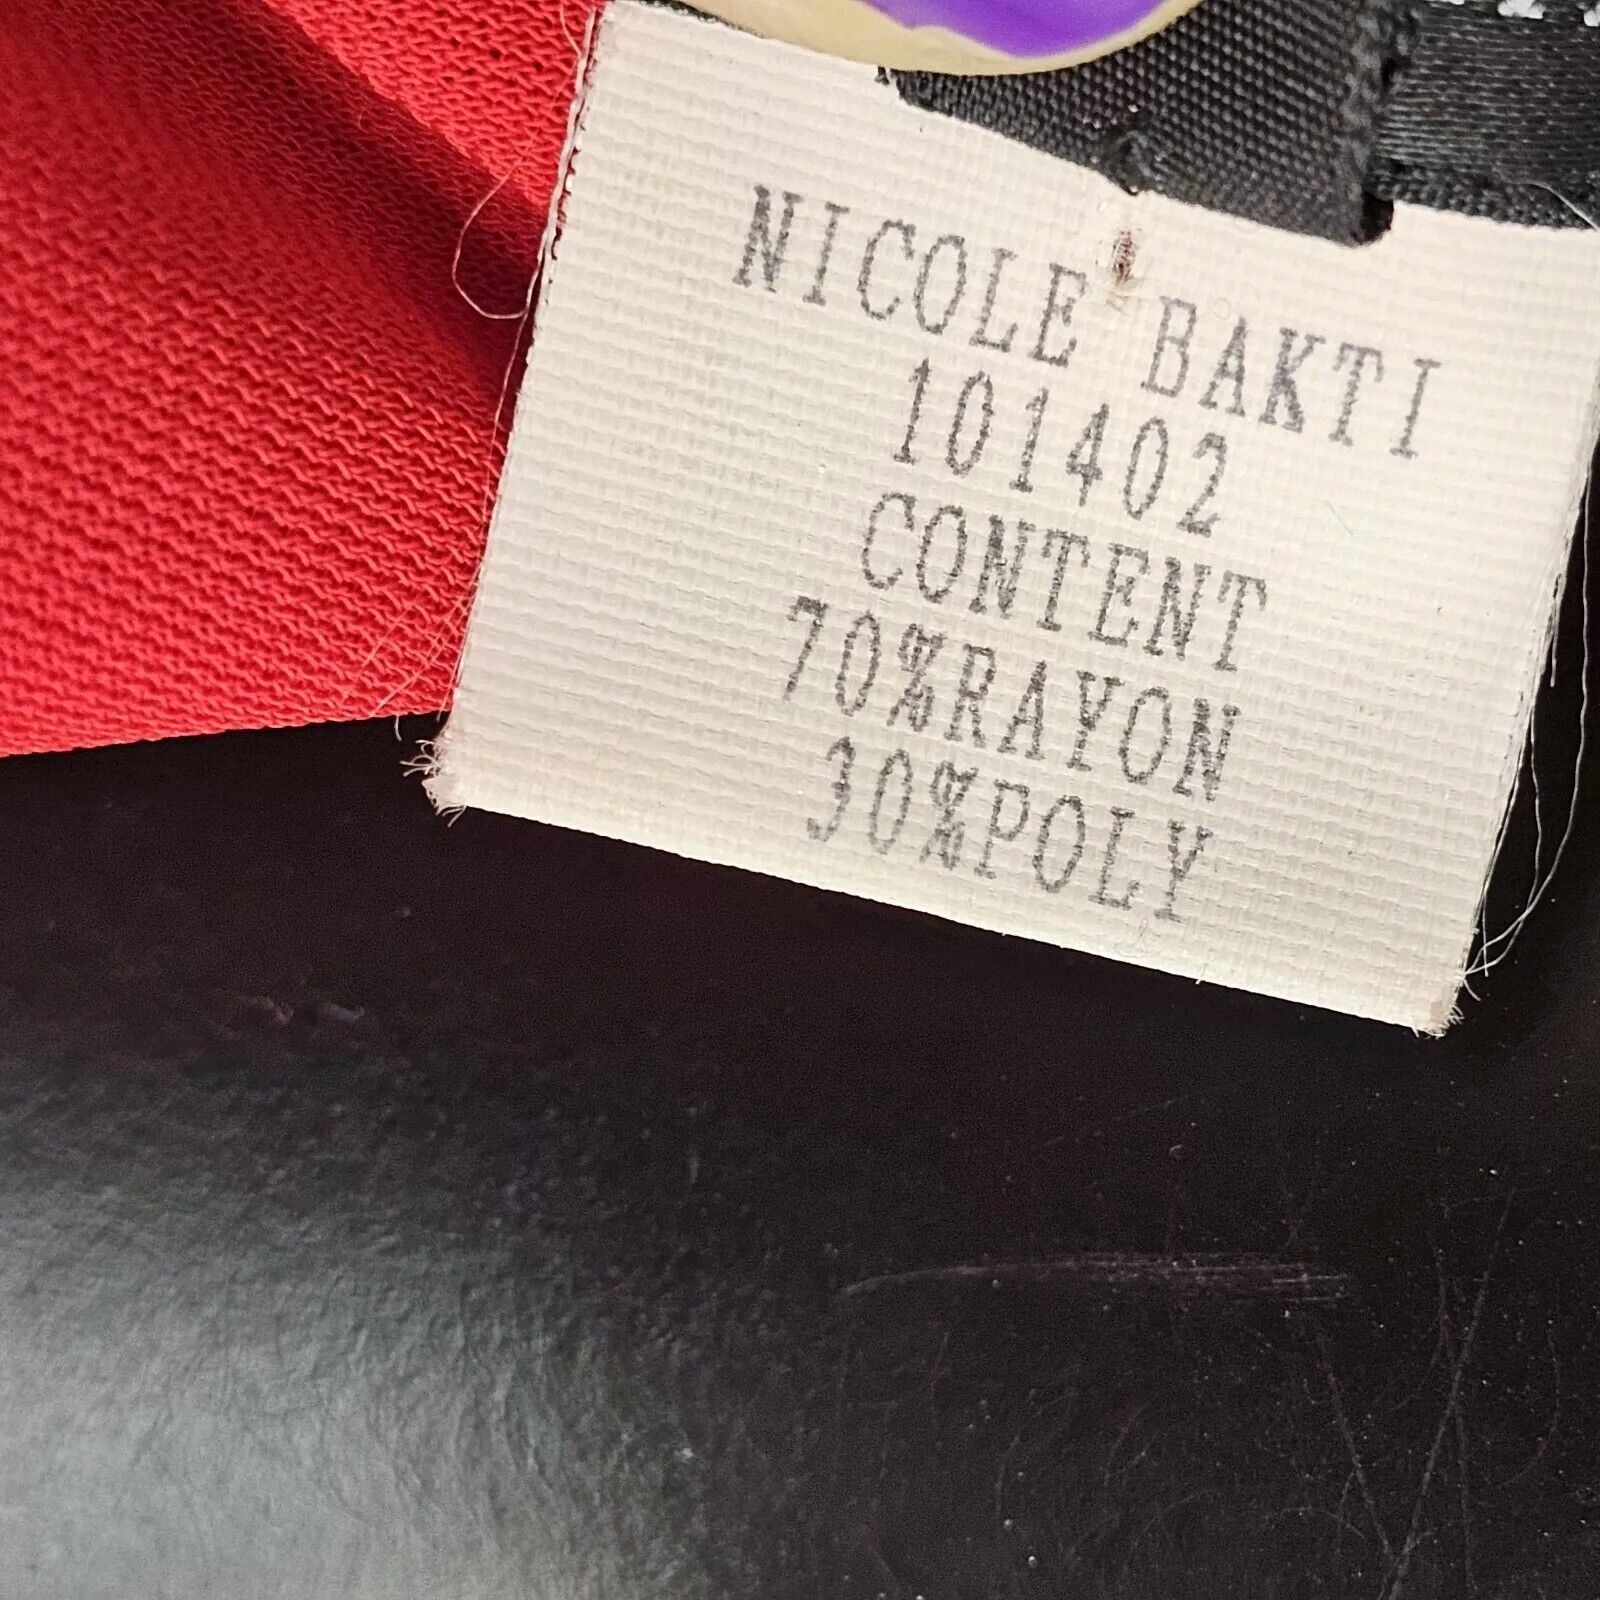 NICOLE BAKTI
101402
CONTENT
70%RAYON
30%POLY